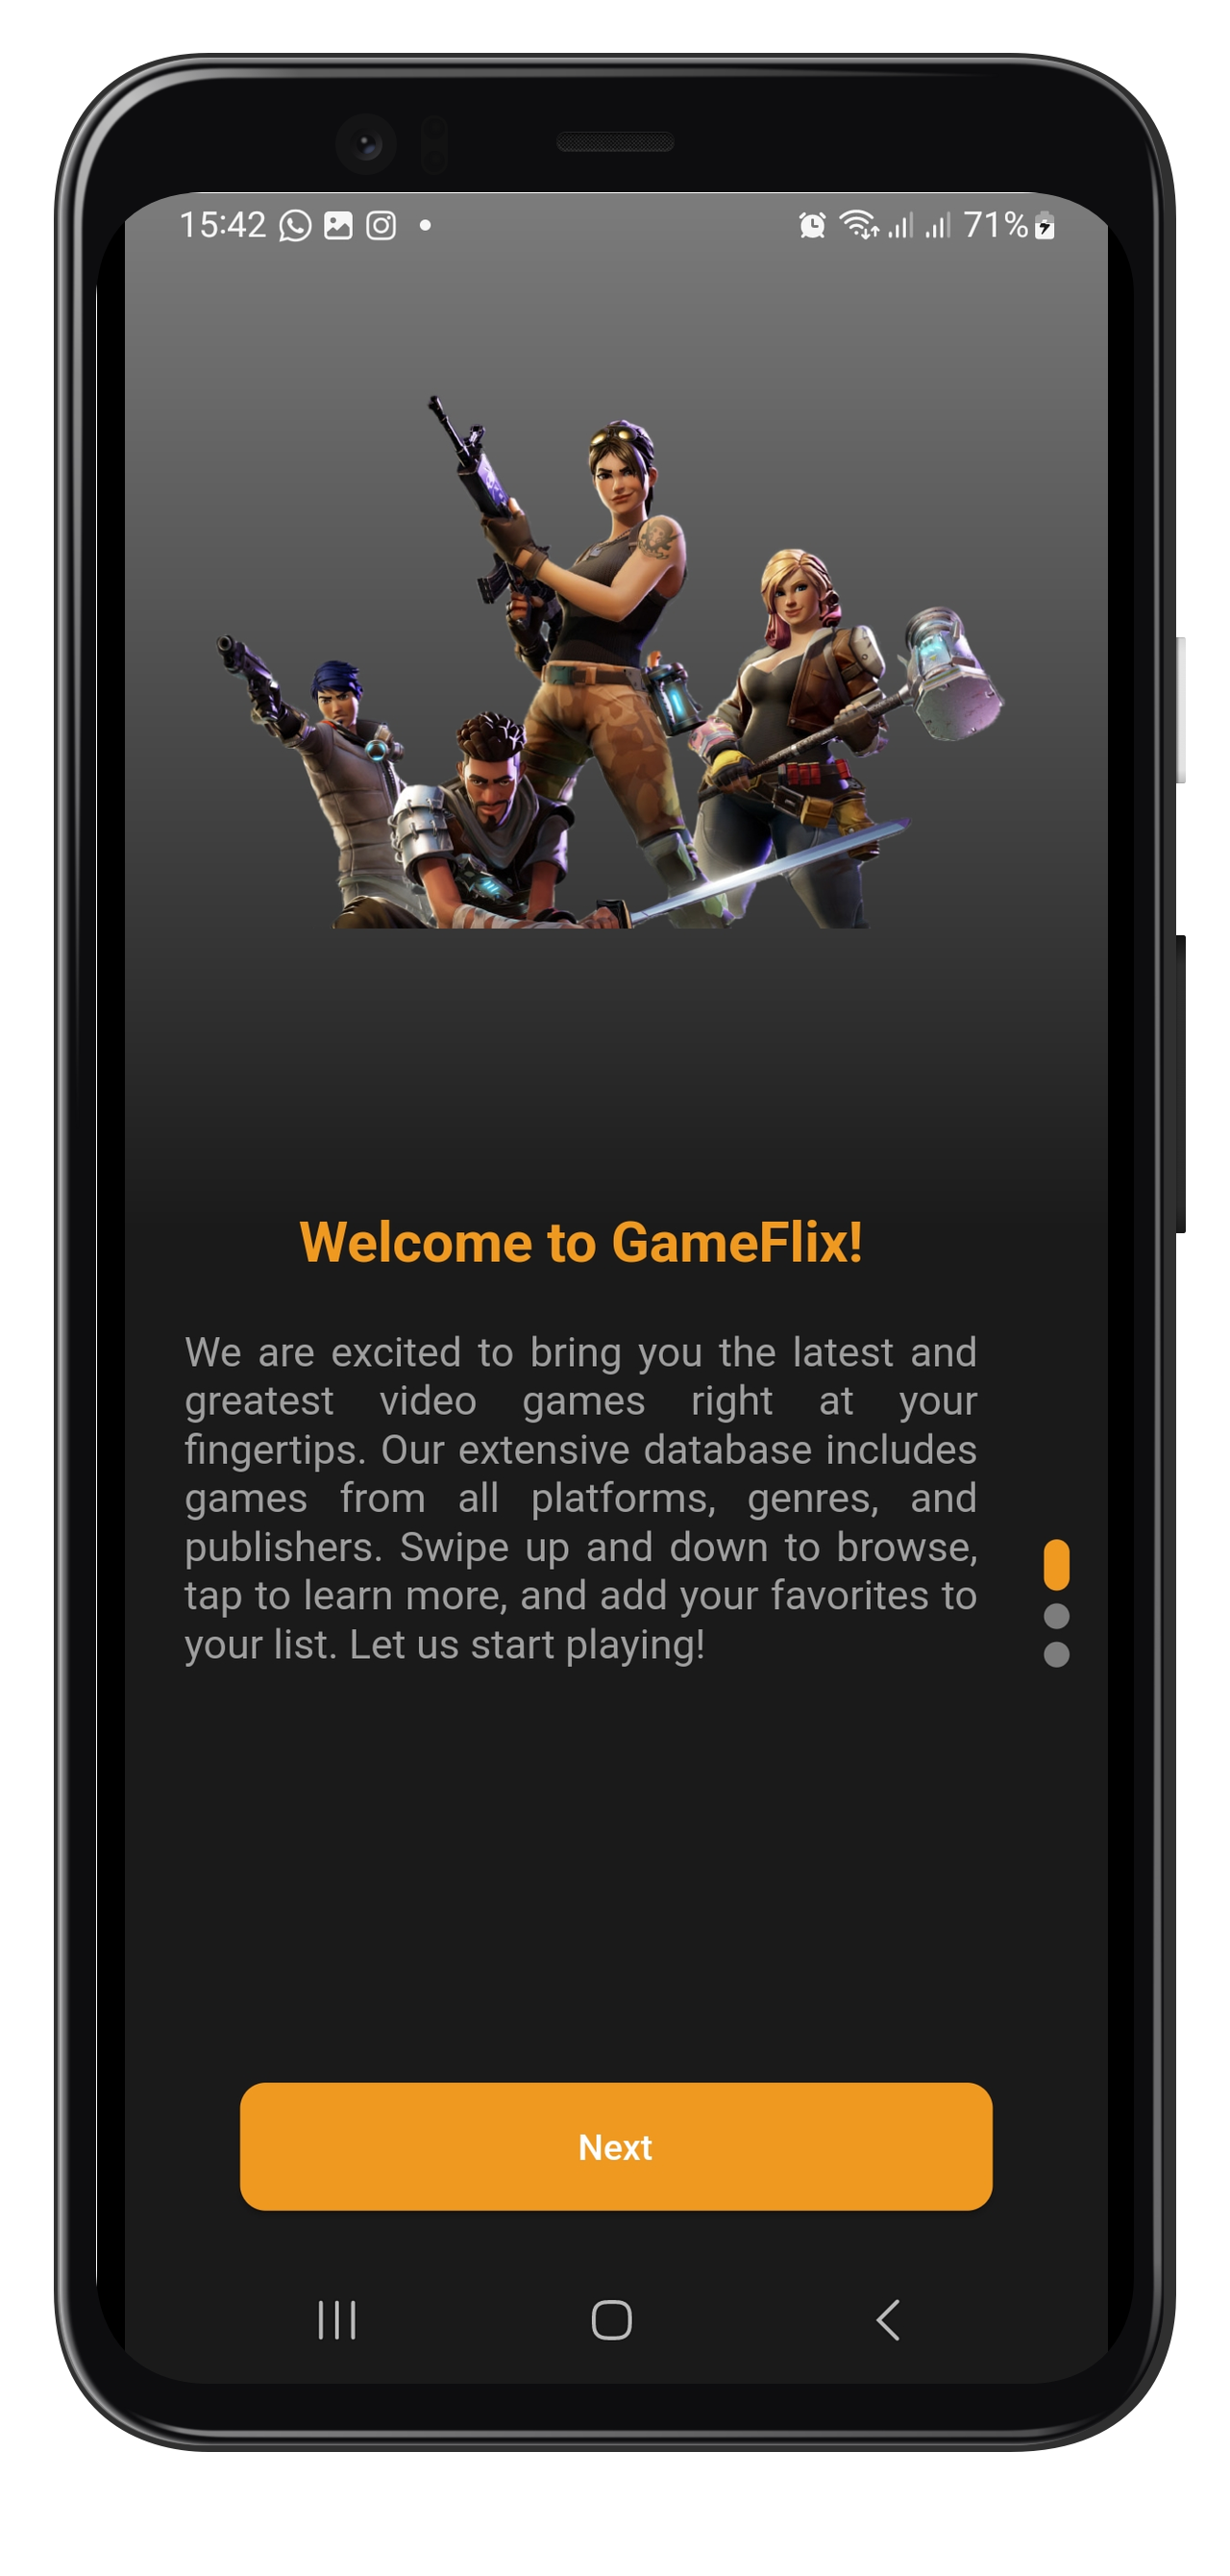 15:42
71%
Welcome to GameFlix!
We are excited to bring you the latest and
greatest video games right at your
fingertips. Our extensive database includes
games from all platforms, genres, and
publishers. Swipe up and down to browse,
tap to learn more, and add your favorites to
your list. Let us start playing!
Next